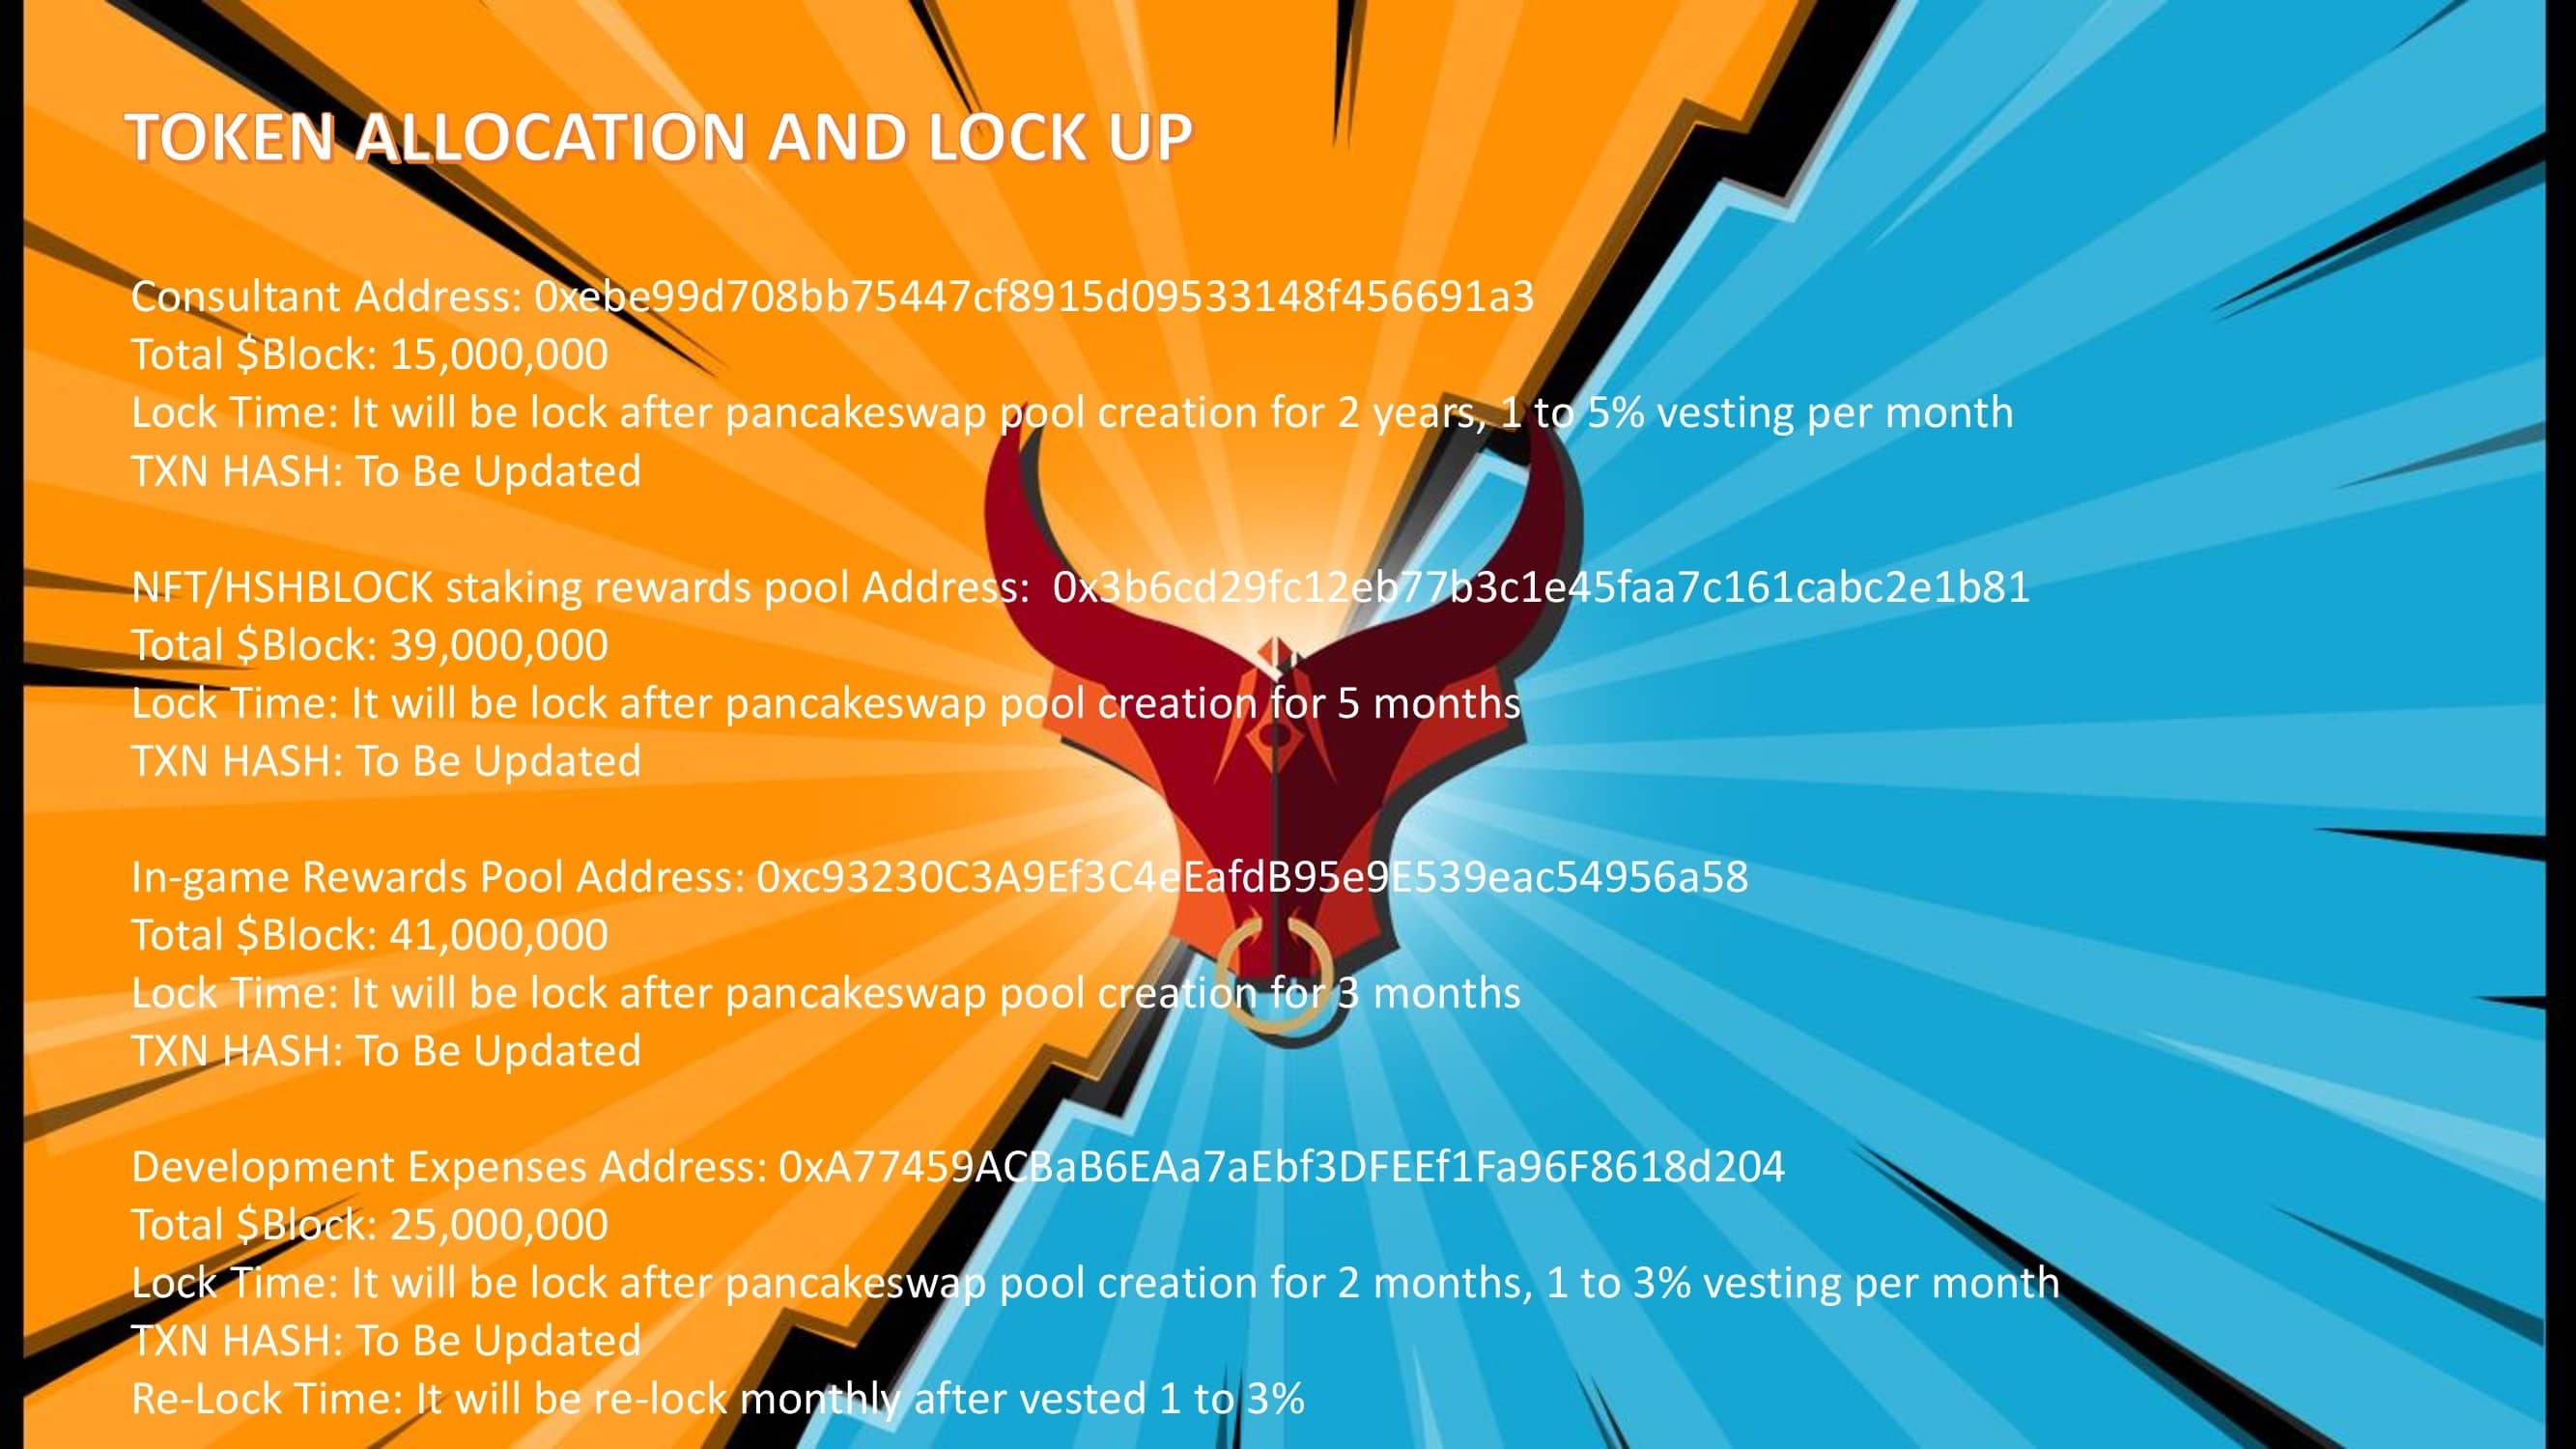 TOKEN ALLOCATION AND LOCK UP
Consultant Address: 0xebe99d708bb75447cf8915d09533148f456691a3
Total $Block: 15,000,000
Lock Time: It will be lock after pancakeswap pool creation for 2 years, 1 to 5% vesting per month
TXN HASH: To Be Updated
NFT/HSHBLOCK staking rewards pool Address:  0x3b6cd29fc12eb77b3c1e45faa7c161cabc2e1b81
Total $Block: 39,000,000
Lock Time: It will be lock after pancakeswap pool creation for 5 months
TXN HASH: To Be Updated
In-game Rewards Pool Address: 0xc93230C3A9Ef3C4eEafdB95e9E539eac54956a58
Total $Block: 41,000,000
Lock Time: It will be lock after pancakeswap pool creation for 3 months
TXN HASH: To Be Updated
Development Expenses Address: 0xA77459ACBaB6EAa7aEbf3DFEEf1Fa96F8618d204
Total $Block: 25,000,000
Lock Time: It will be lock after pancakeswap pool creation for 2 months, 1 to 3% vesting per month
TXN HASH: To Be Updated
Re-Lock Time: It will be re-lock monthly after vested 1 to 3%